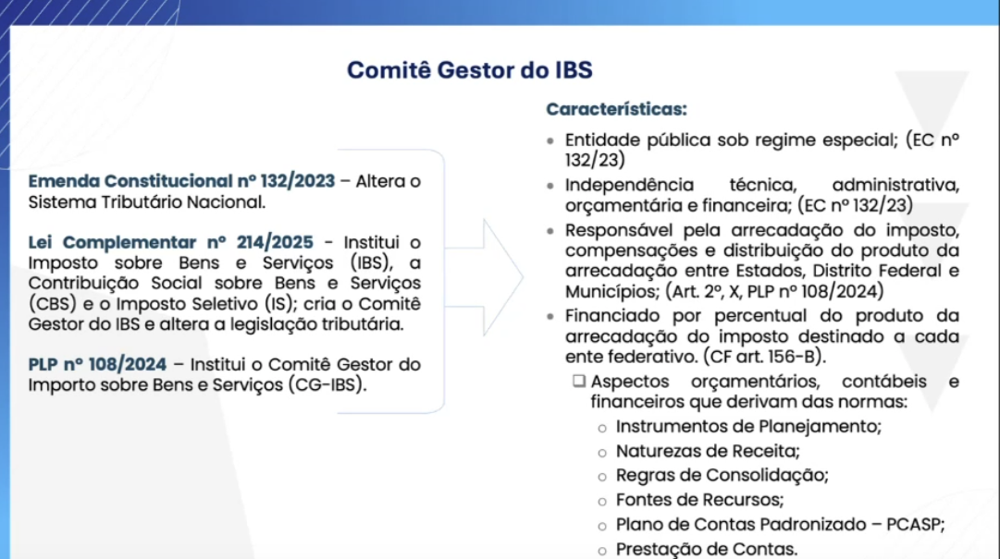 Comitê Gestor do IBS
Emenda Constitucional nº 132/2023 – Altera o
Sistema Tributário Nacional.
Lei Complementar nº 214/2025 - Institui o
Imposto sobre Bens e Serviços (IBS), a
Contribuição Social sobre Bens e Serviços
(CBS) e o Imposto Seletivo (IS); cria o Comitê
Gestor do IBS e altera a legislação tributária.
PLP nº 108/2024 – Institui o Comitê Gestor do
Importo sobre Bens e Serviços (CG-IBS).
Características:
• Entidade pública sob regime especial; (EC nº
132/23)
• Independência técnica, administrativa,
orçamentária e financeira; (EC nº 132/23)
• Responsável pela arrecadação do imposto,
compensações e distribuição do produto da
arrecadação entre Estados, Distrito Federal e
Municípios; (Art. 2º, X, PLP nº 108/2024)
• Financiado por percentual do produto da
arrecadação do imposto destinado a cada
ente federativo. (CF art. 156-B).
❑ Aspectos orçamentários, contábeis e
financeiros que derivam das normas:
○ Instrumentos de Planejamento;
○ Naturezas de Receita;
○ Regras de Consolidação;
○ Fontes de Recursos;
○ Plano de Contas Padronizado – PCASP;
○ Prestação de Contas.